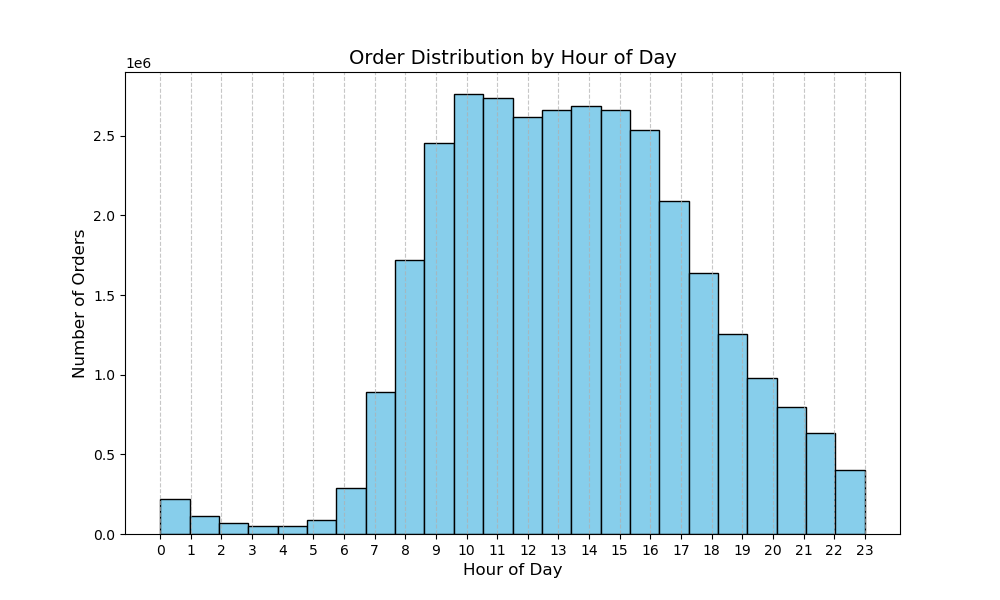 Order Distribution by Hour of Day
1e6
2.5
2.0
1.5
1.0
0.5
0.0
Number of Orders
0 1 2 3 4 5 6 7 8 9 10 11 12 13 14 15 16 17 18 19 20 21 22 23
Hour of Day